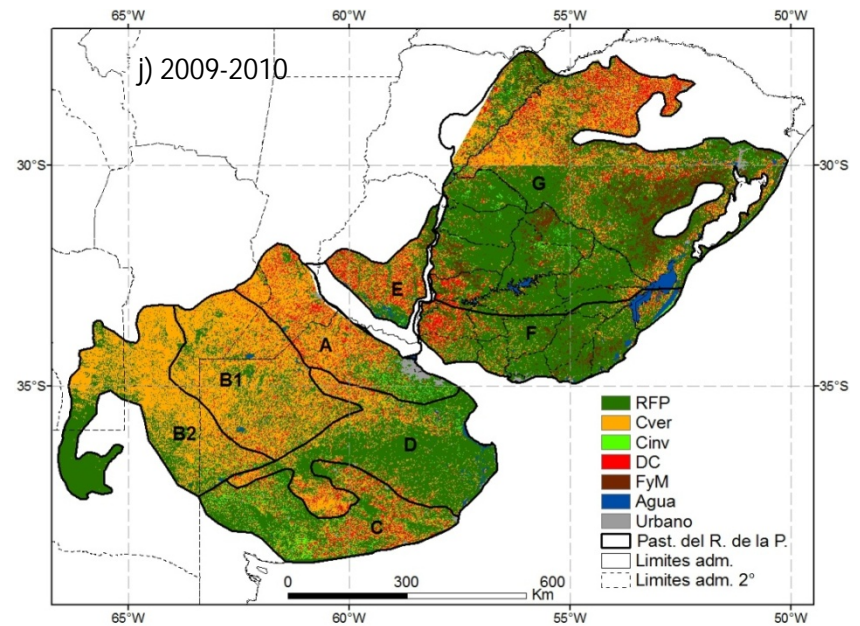 65°W 60°W 55°W 50°W
j) 2009-2010
30°S 30°S
G
E
A
F
B1
35°S 35°S
B2
D
C
RFP
Cver
Cinv
DC
FyM
Agua
Urbano
Past. del R. de la P.
Limites adm.
Limites adm. 2°
0 300 600
Km
65°W 60°W 55°W 50°W